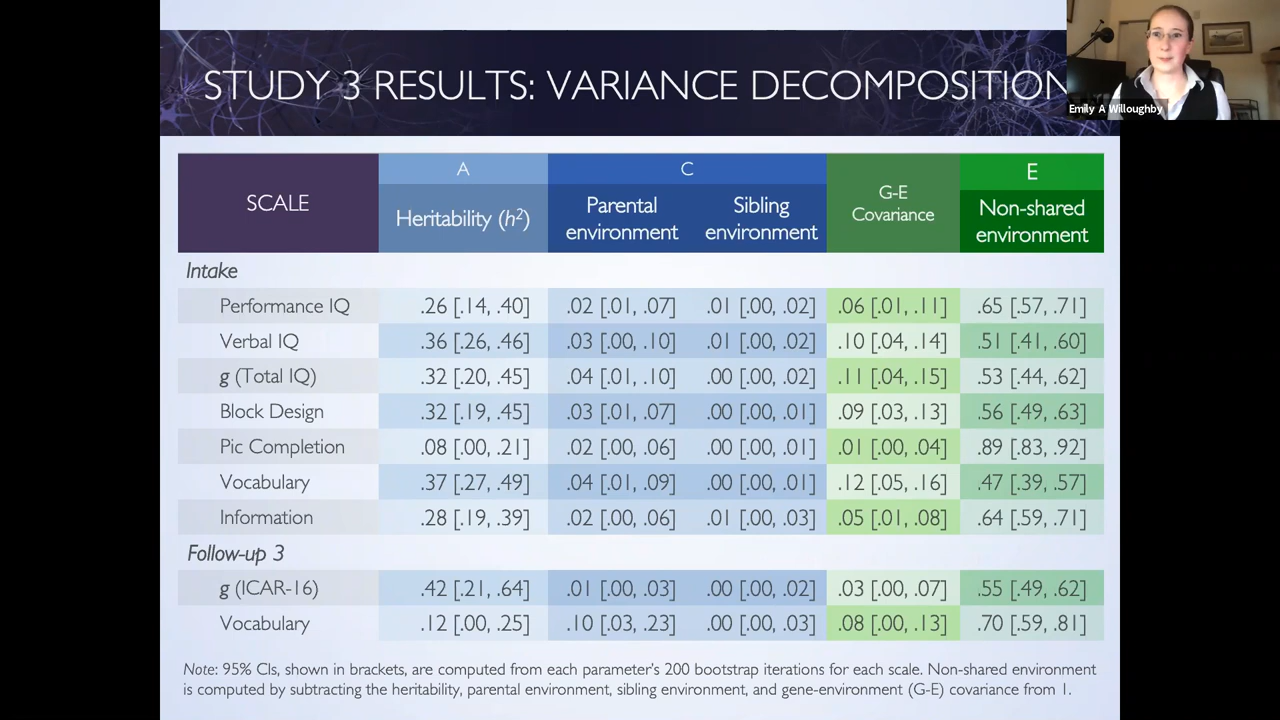 STUDY 3 RESULTS: VARIANCE DECOMPOSITION
Emily A Willoughby
SCALE
A
Heritability (h²)
C
Parental
environment
Sibling
environment
G-E
Covariance
E
Non-shared
environment
Intake
Performance IQ .26 [.14, .40] .02 [.01, .07] .01 [.00, .02] .06 [.01, .11] .65 [.57, .71]
Verbal IQ .36 [.26, .46] .03 [.00, .10] .01 [.00, .02] .10 [.04, .14] .51 [.41, .60]
g (Total IQ) .32 [.20, .45] .04 [.01, .10] .00 [.00, .02] .11 [.04, .15] .53 [.44, .62]
Block Design .32 [.19, .45] .03 [.01, .07] .00 [.00, .01] .09 [.03, .13] .56 [.49, .63]
Pic Completion .08 [.00, .21] .02 [.00, .06] .00 [.00, .01] .01 [.00, .04] .89 [.83, .92]
Vocabulary .37 [.27, .49] .04 [.01, .09] .00 [.00, .01] .12 [.05, .16] .47 [.39, .57]
Information .28 [.19, .39] .02 [.00, .06] .01 [.00, .03] .05 [.01, .08] .64 [.59, .71]
Follow-up 3
g (ICAR-16) .42 [.21, .64] .01 [.00, .03] .00 [.00, .02] .03 [.00, .07] .55 [.49, .62]
Vocabulary .12 [.00, .25] .10 [.03, .23] .00 [.00, .03] .08 [.00, .13] .70 [.59, .81]
Note: 95% CIs, shown in brackets, are computed from each parameter's 200 bootstrap iterations for each scale. Non-shared environment
is computed by subtracting the heritability, parental environment, sibling environment, and gene-environment (G-E) covariance from 1.